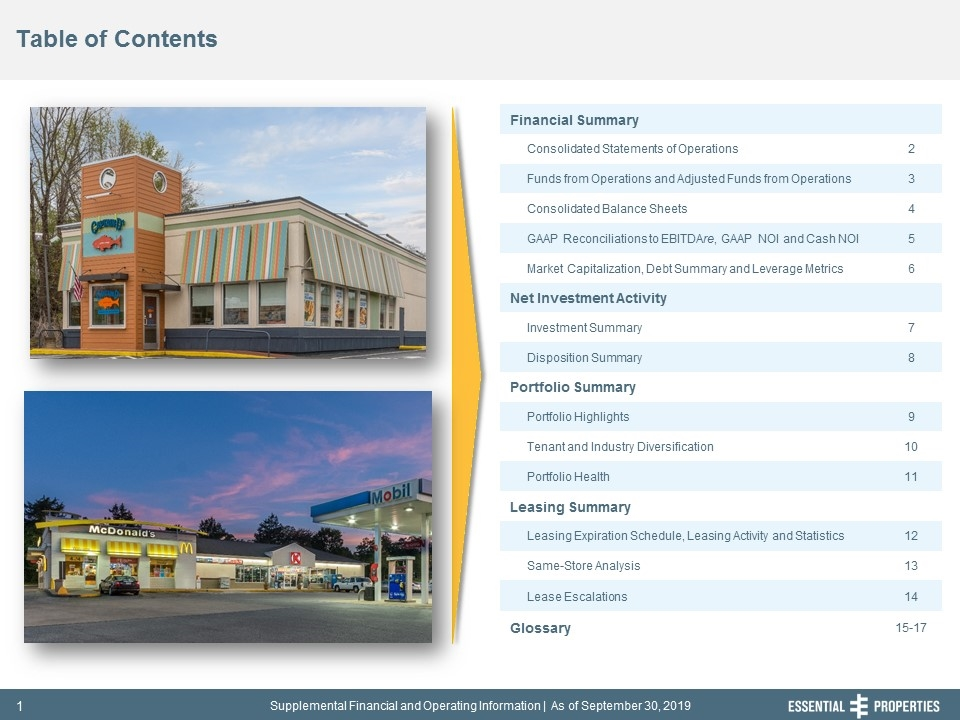 Table of Contents
Captain D's
McDonald's
Mobil
Financial Summary
Consolidated Statements of Operations 2
Funds from Operations and Adjusted Funds from Operations 3
Consolidated Balance Sheets 4
GAAP Reconciliations to EBITDAre, GAAP NOI and Cash NOI 5
Market Capitalization, Debt Summary and Leverage Metrics 6
Net Investment Activity
Investment Summary 7
Disposition Summary 8
Portfolio Summary
Portfolio Highlights 9
Tenant and Industry Diversification 10
Portfolio Health 11
Leasing Summary
Leasing Expiration Schedule, Leasing Activity and Statistics 12
Same-Store Analysis 13
Lease Escalations 14
Glossary 15-17
1
Supplemental Financial and Operating Information | As of September 30, 2019
ESSENTIAL PROPERTIES